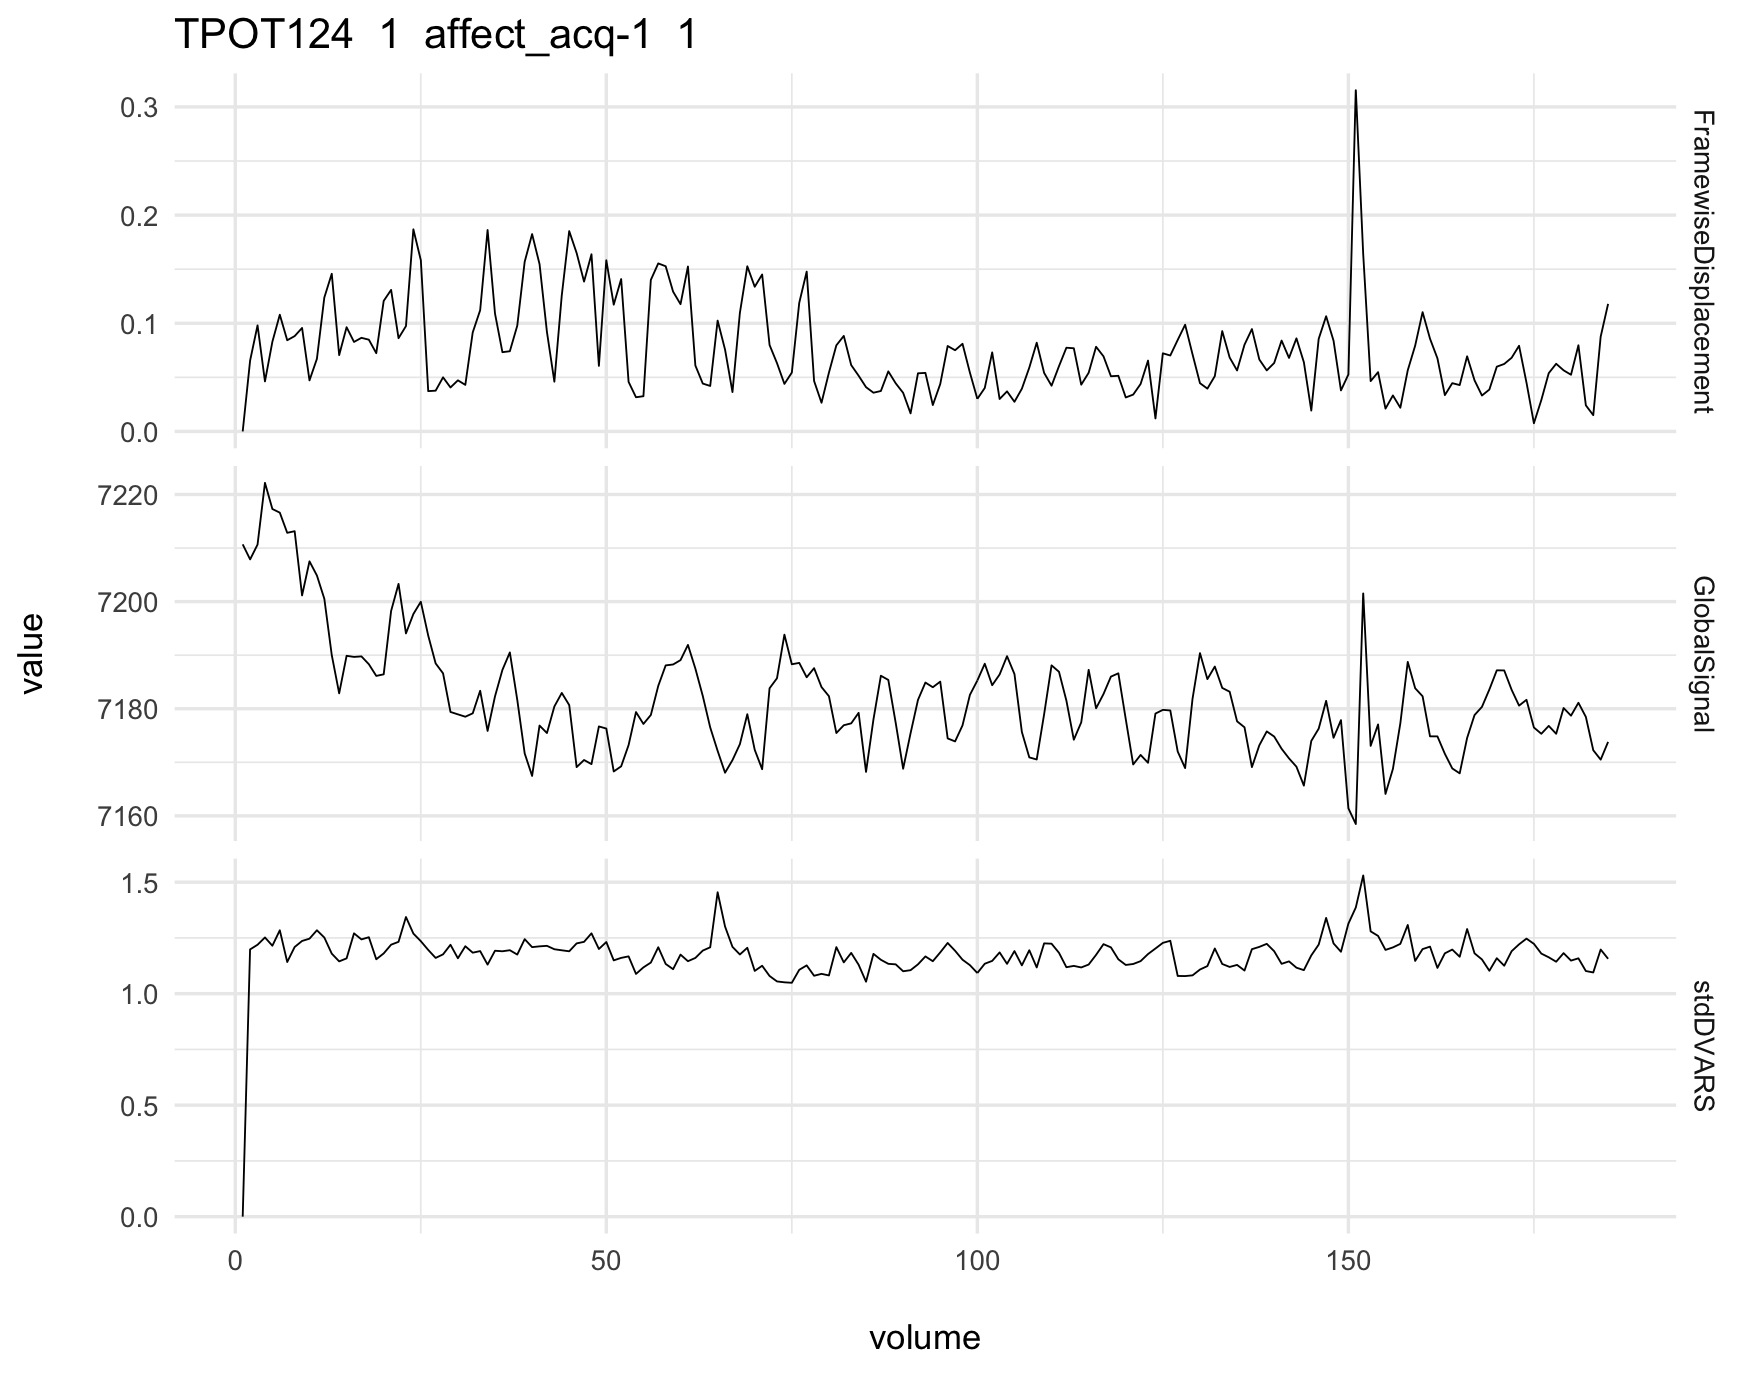 TPOT124 1 affect_acq-1 1
0.3
0.2
0.1
0.0
FramewiseDisplacement
7220
7200
7180
7160
GlobalSignal
value
1.5
1.0
0.5
0.0
stdDVARS
0 50 100 150
volume